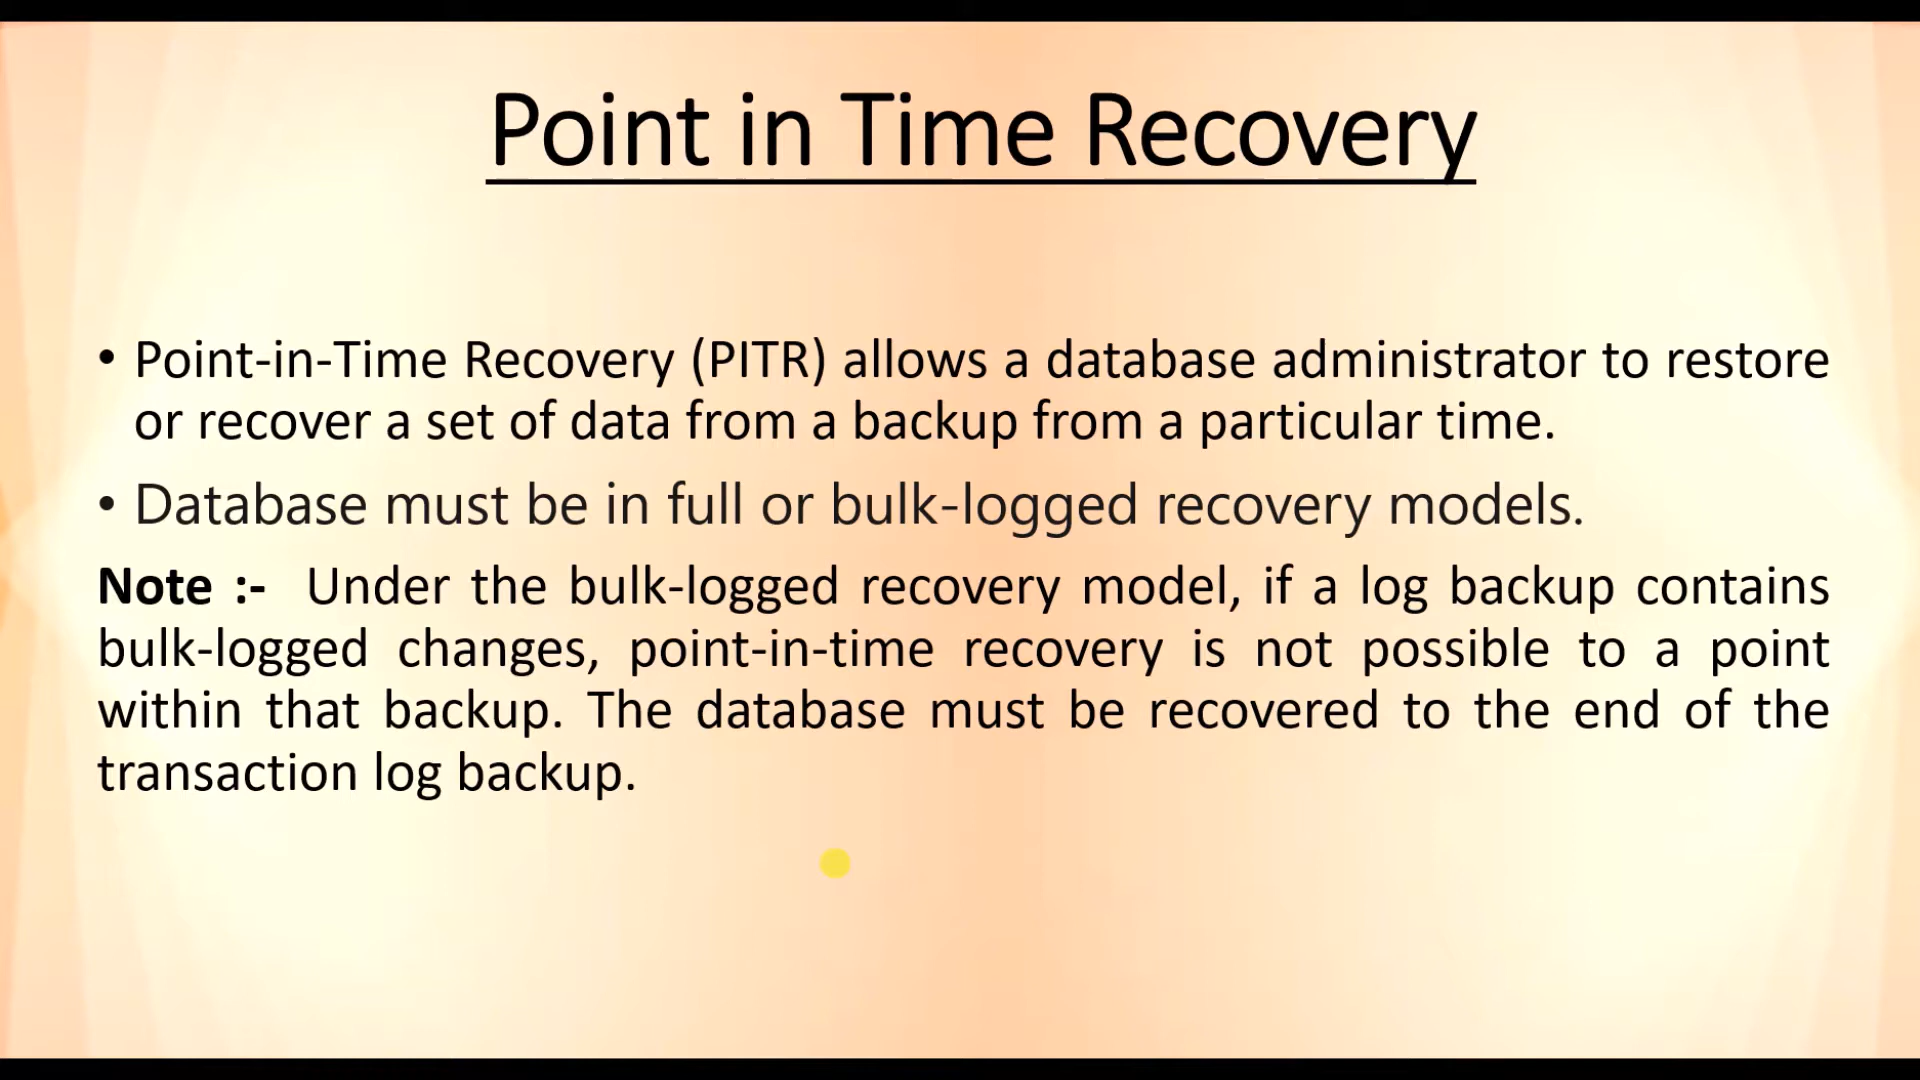 Point in Time Recovery
• Point-in-Time Recovery (PITR) allows a database administrator to restore
or recover a set of data from a backup from a particular time.
• Database must be in full or bulk-logged recovery models.
Note :- Under the bulk-logged recovery model, if a log backup contains
bulk-logged changes, point-in-time recovery is not possible to a point
within that backup. The database must be recovered to the end of the
transaction log backup.